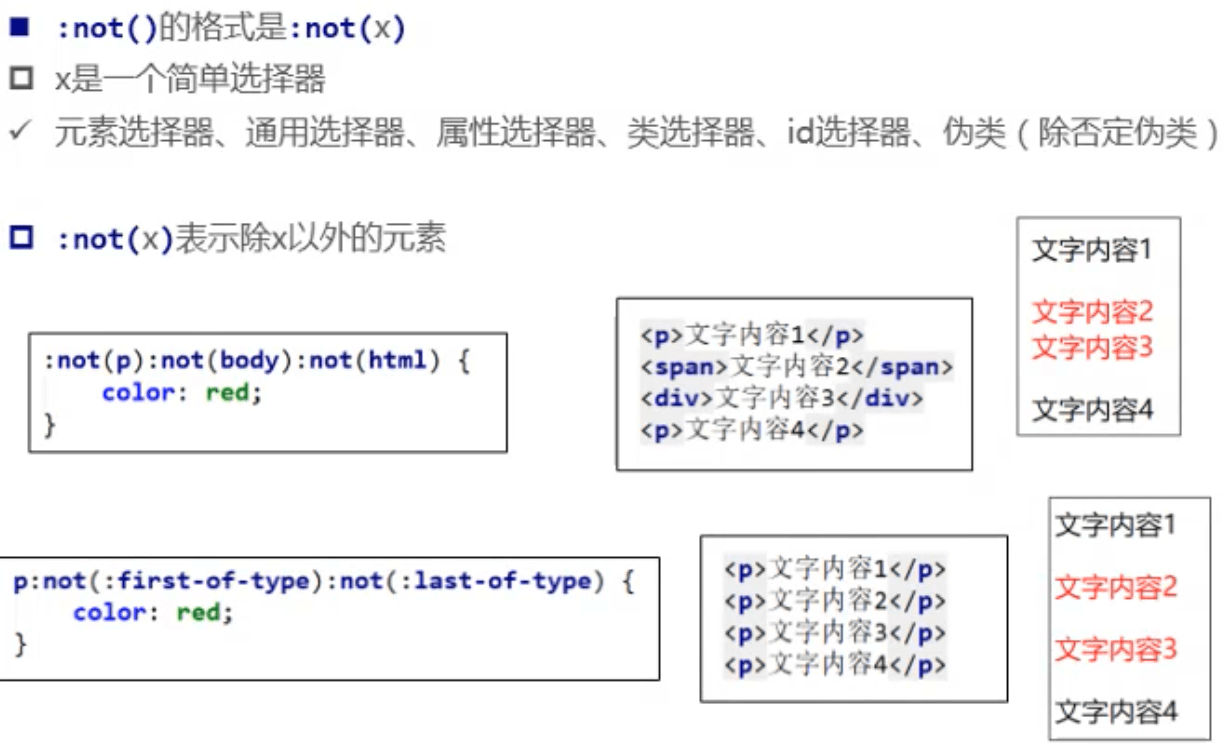 :not()的格式是:not(x)
x是一个简单选择器
元素选择器、通用选择器、属性选择器、类选择器、id选择器、伪类（除否定伪类）
:not(x)表示除x以外的元素
:not(p):not(body):not(html) {
color: red;
}
<p>文字内容1</p>
<span>文字内容2</span>
<div>文字内容3</div>
<p>文字内容4</p>
文字内容1
文字内容2
文字内容3
文字内容4
p:not(:first-of-type):not(:last-of-type) {
color: red;
}
<p>文字内容1</p>
<p>文字内容2</p>
<p>文字内容3</p>
<p>文字内容4</p>
文字内容1
文字内容2
文字内容3
文字内容4